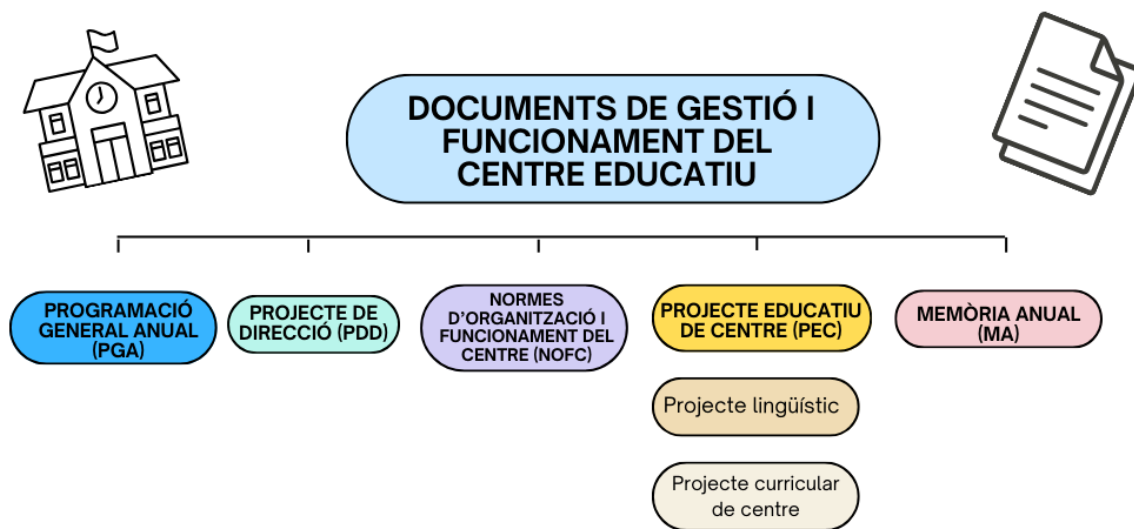 DOCUMENTS DE GESTIÓ I
FUNCIONAMENT DEL
CENTRE EDUCATIU
PROGRAMACIÓ
GENERAL ANUAL
(PGA)
PROJECTE DE
DIRECCIÓ (PDD)
NORMES
D'ORGANITZACIÓ I
FUNCIONAMENT DEL
CENTRE (NOFC)
PROJECTE EDUCATIU
DE CENTRE (PEC)
MEMÒRIA ANUAL
(MA)
Projecte lingüístic
Projecte curricular
de centre